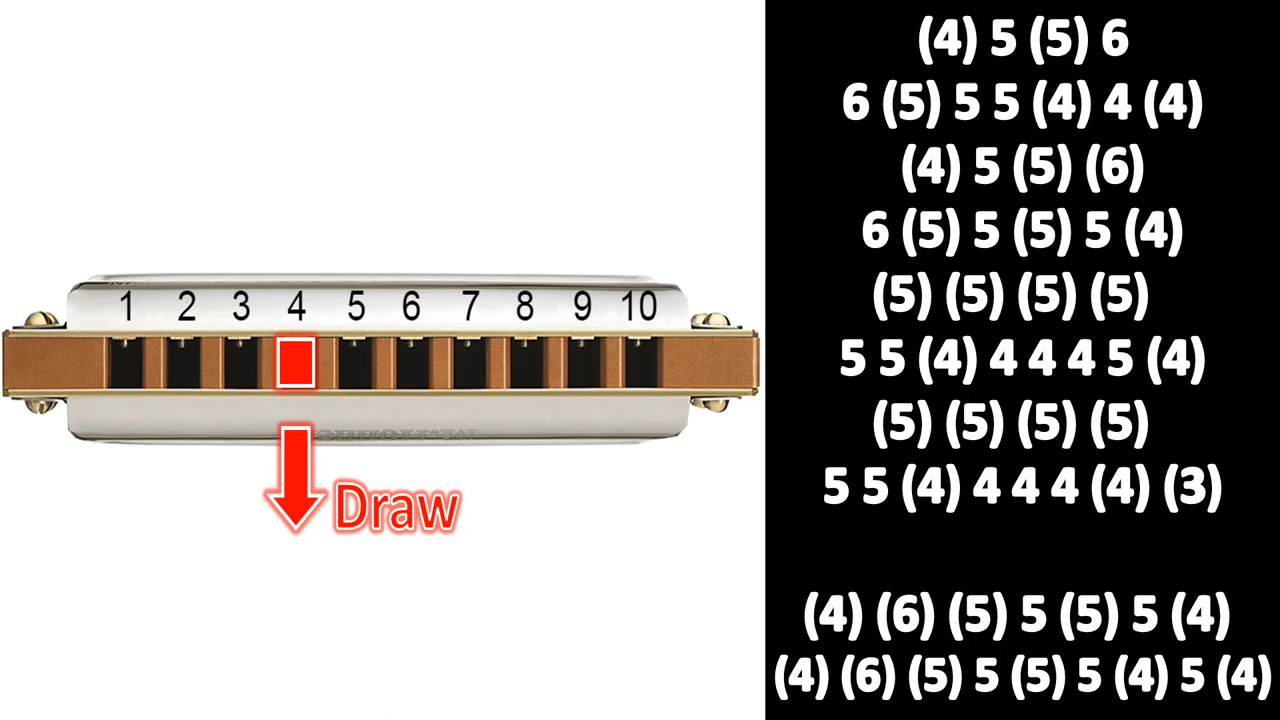 1 2 3 4 5 6 7 8 9 10
Draw
(4) 5 (5) 6
6 (5) 5 5 (4) 4 (4)
(4) 5 (5) (6)
6 (5) 5 (5) 5 (4)
(5) (5) (5) (5)
5 5 (4) 4 4 4 5 (4)
(5) (5) (5) (5)
5 5 (4) 4 4 4 (4) (3)
(4) (6) (5) 5 (5) 5 (4)
(4) (6) (5) 5 (5) 5 (4) 5 (4)